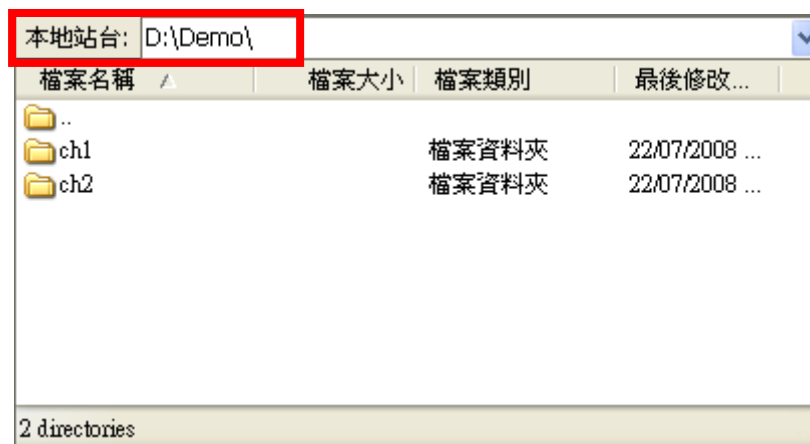 本地站台: D:\Demo\
檔案名稱 檔案大小 檔案類別 最後修改...
..
ch1 檔案資料夾 22/07/2008 ...
ch2 檔案資料夾 22/07/2008 ...
2 directories